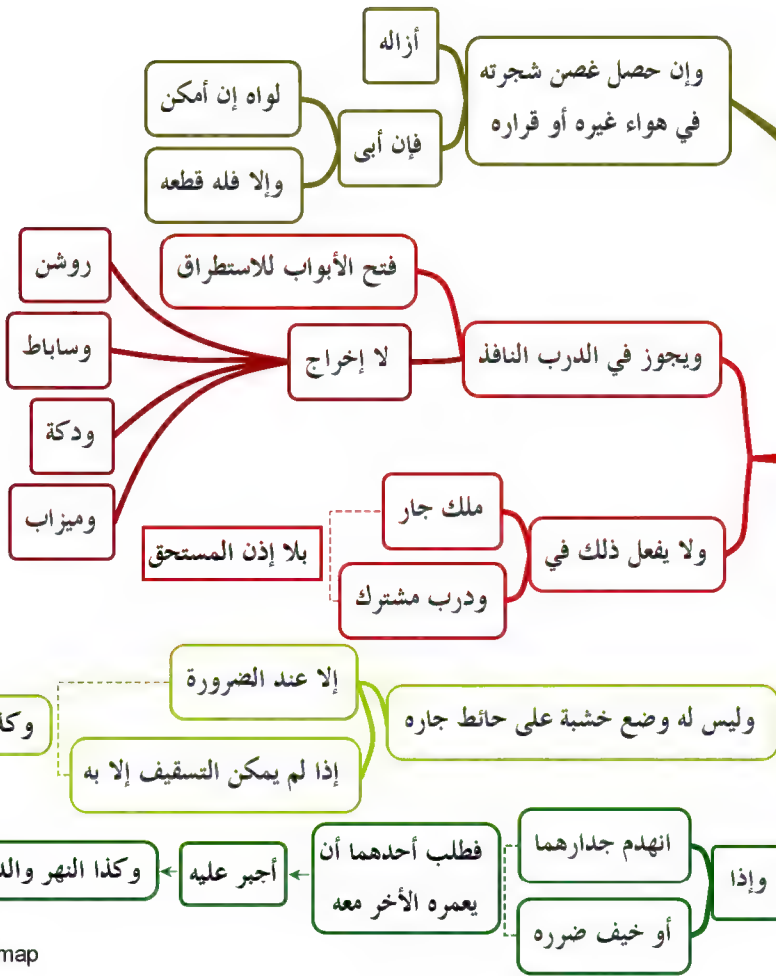 وإن حصل غصن شجرته
في هواء غيره أو قراره
أزاله
فإن أبى
لواه إن أمكن
وإلا فله قطعه
ويجوز في الدرب النافذ
فتح الأبواب للاستطراق
لا إخراج
روشن
وساباط
ودكة
وميزاب
ولا يفعل ذلك في
ملك جار
ودرب مشترك
بلا إذن المستحق
وليس له وضع خشبة على حائط جاره
إلا عند الضرورة
إذا لم يمكن التسقيف إلا به
وإذا
انهدم جدارهما
أو خيف ضرره
فطلب أحدهما أن
يعمره الأخر معه
أجبر عليه
وكذا النهر
map